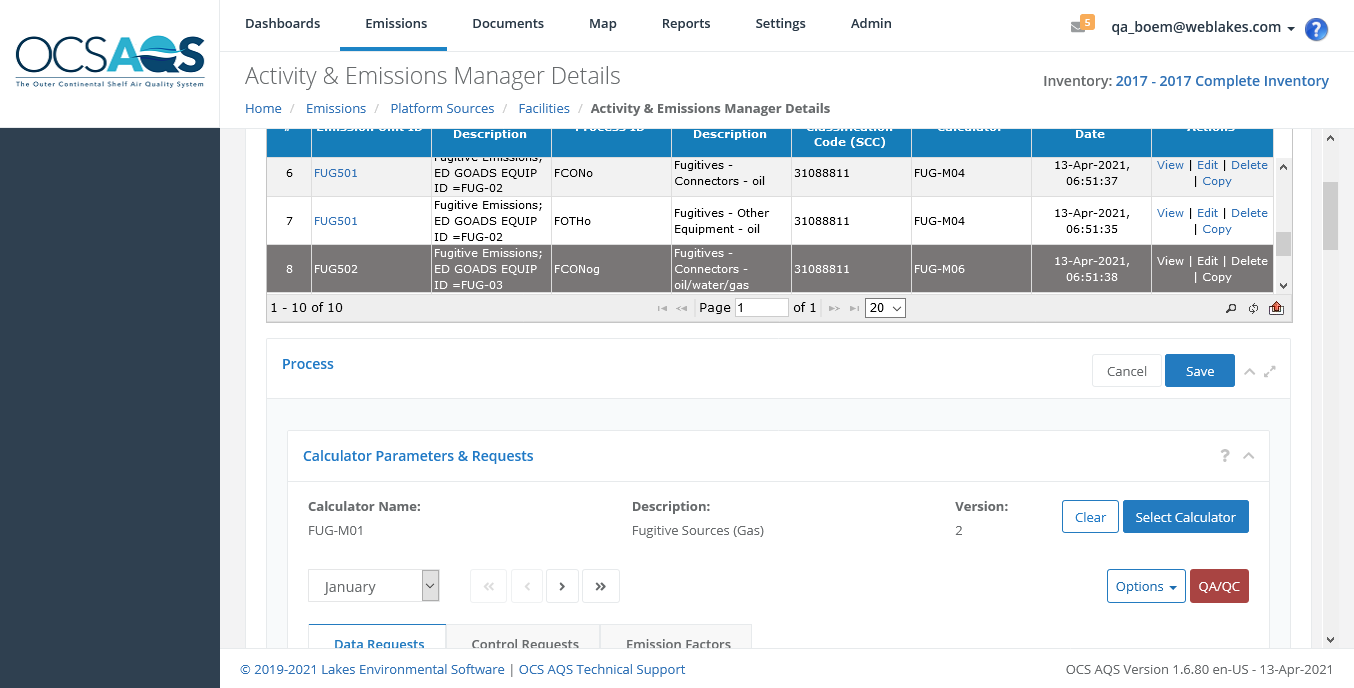 Dashboards Emissions Documents Map Reports Settings Admin 5 qa_boem@weblakes.com ?
OCSAQS
The Outer Continental Shelf Air Quality System
Activity & Emissions Manager Details
Inventory: 2017 - 2017 Complete Inventory
Home / Emissions / Platform Sources / Facilities / Activity & Emissions Manager Details
# Emission Unit ID Description Process ID Description Classification Code (SCC) Calculator Date Actions
Fugitive Emissions;
6 FUG501 ED GOADS EQUIP ID =FUG-02 FCONo Fugitives - Connectors - oil 31088811 FUG-M04 13-Apr-2021, 06:51:37 View | Edit | Delete | Copy
7 FUG501 Fugitive Emissions; ED GOADS EQUIP ID =FUG-02 FOTHo Fugitives - Other Equipment - oil 31088811 FUG-M04 13-Apr-2021, 06:51:35 View | Edit | Delete | Copy
8 FUG502 Fugitive Emissions; ED GOADS EQUIP ID =FUG-03 FCONog Fugitives - Connectors - oil/water/gas 31088811 FUG-M06 13-Apr-2021, 06:51:38 View | Edit | Delete | Copy
1 - 10 of 10 Page 1 of 1 20
Process Cancel Save
Calculator Parameters & Requests ?
Calculator Name: Description: Version:
FUG-M01 Fugitive Sources (Gas) 2 Clear Select Calculator
January Options QA/QC
Data Requests Control Requests Emission Factors
© 2019-2021 Lakes Environmental Software | OCS AQS Technical Support
OCS AQS Version 1.6.80 en-US - 13-Apr-2021